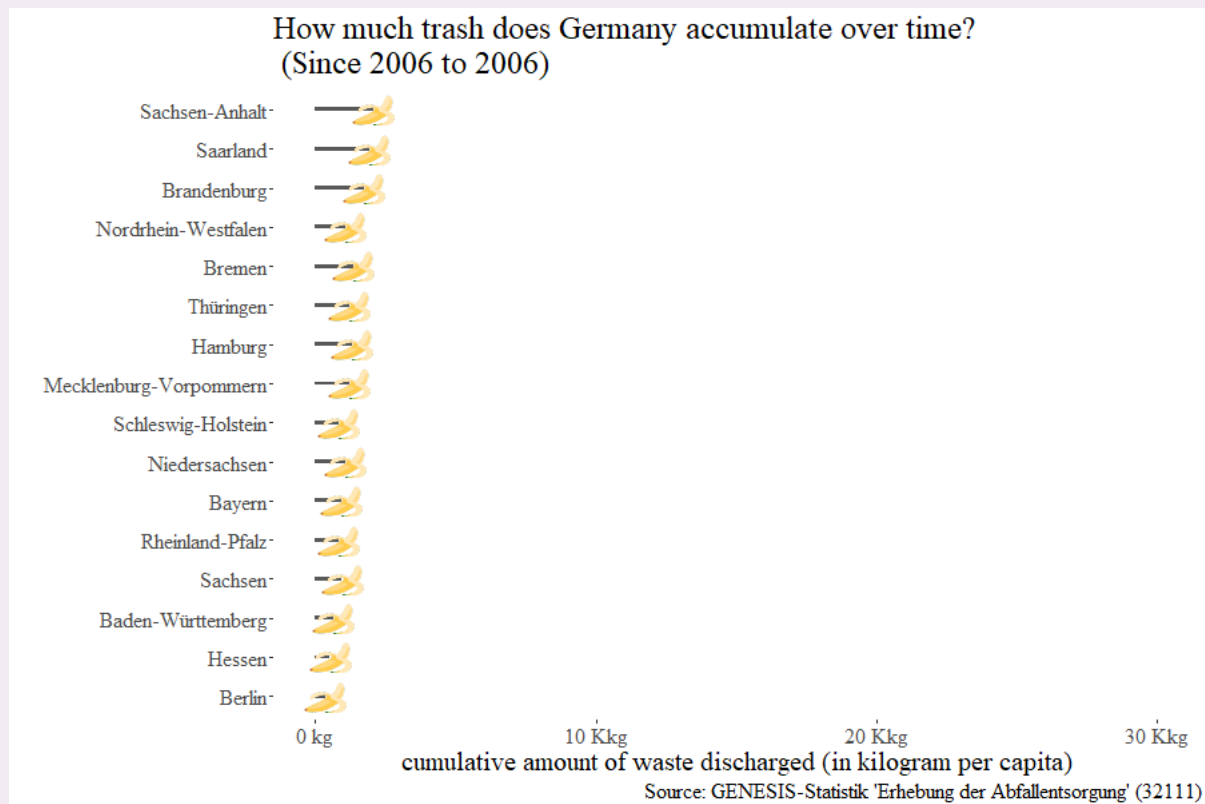 How much trash does Germany accumulate over time?
(Since 2006 to 2006)
Sachsen-Anhalt
Saarland
Brandenburg
Nordrhein-Westfalen
Bremen
Thüringen
Hamburg
Mecklenburg-Vorpommern
Schleswig-Holstein
Niedersachsen
Bayern
Rheinland-Pfalz
Sachsen
Baden-Württemberg
Hessen
Berlin
0 kg 10 Kkg 20 Kkg 30 Kkg
cumulative amount of waste discharged (in kilogram per capita)
Source: GENESIS-Statistik 'Erhebung der Abfallentsorgung' (32111)